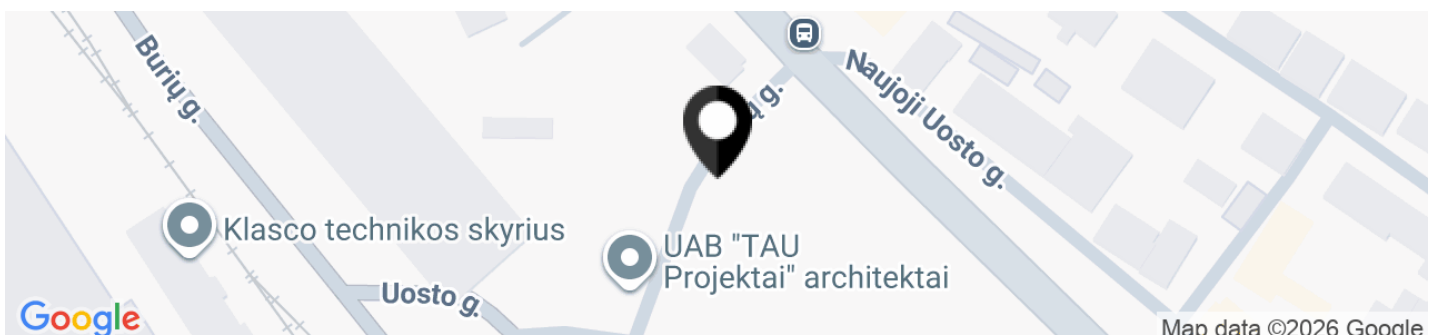 Burių g.
Naujoji Uosto g.
ų g.
Klasco technikos skyrius
UAB "TAU
Projektai" architektai
Uosto g.
Google
Map data ©2026 Google